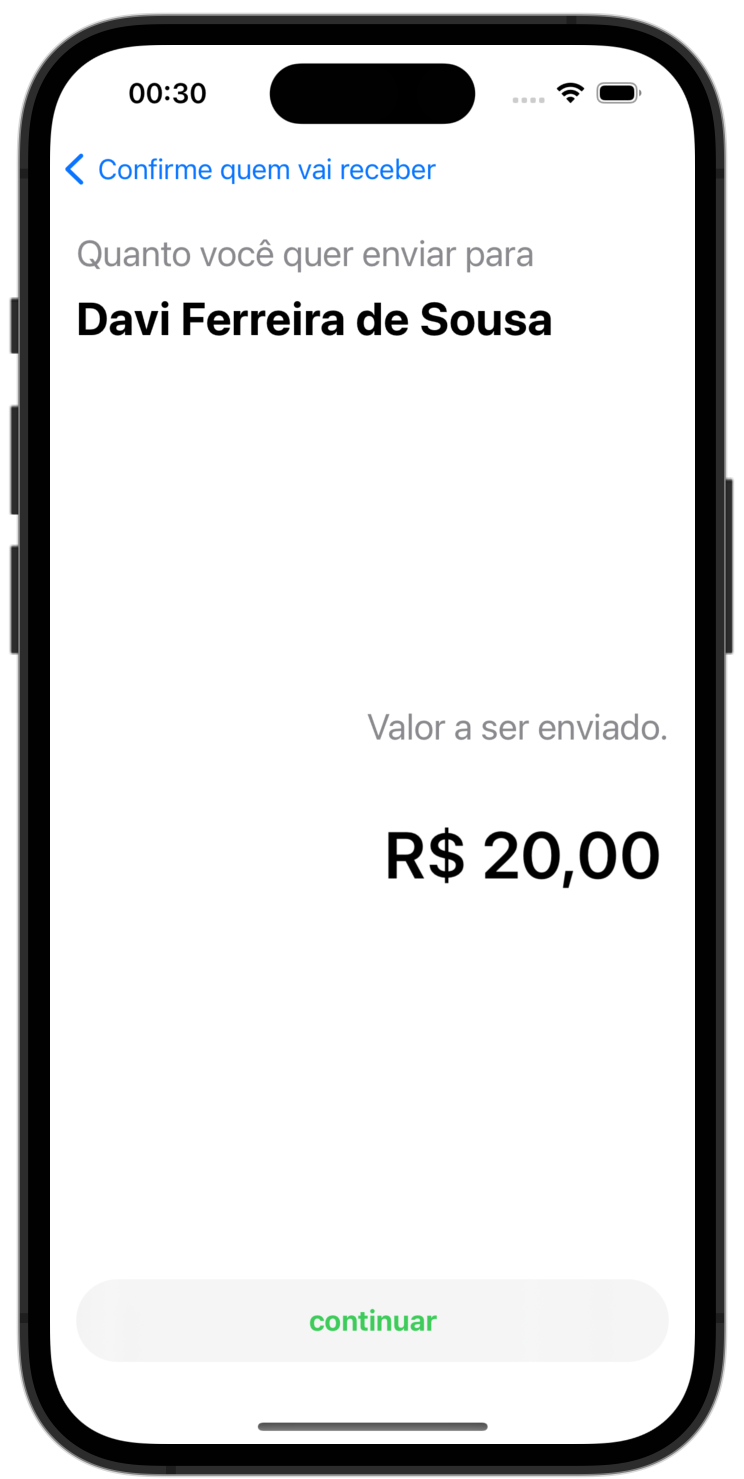 00:30
Confirme quem vai receber
Quanto você quer enviar para
Davi Ferreira de Sousa
Valor a ser enviado.
R$ 20,00
continuar